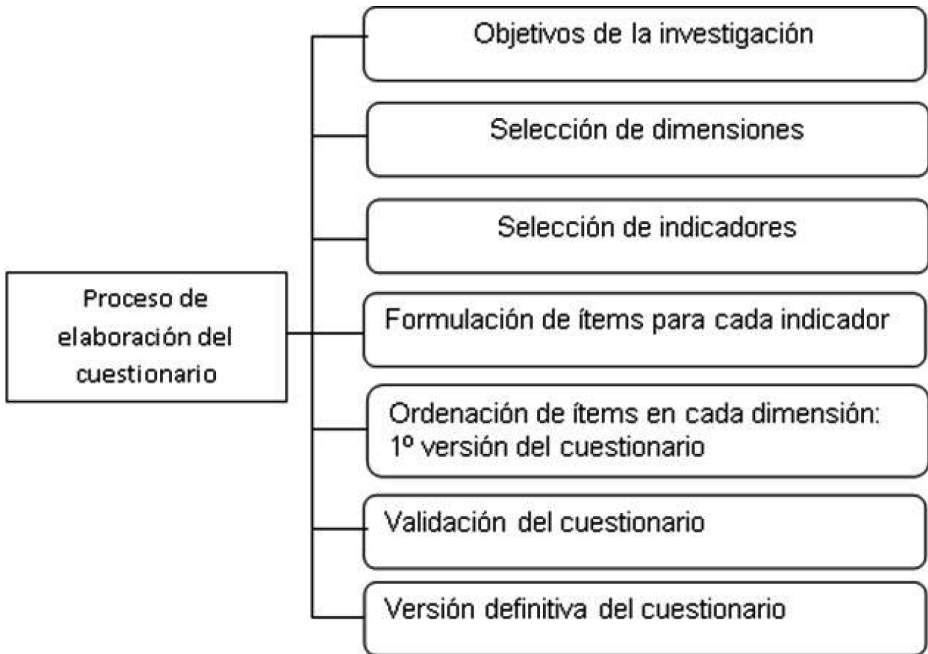 Proceso de
elaboración del
cuestionario
Objetivos de la investigación
Selección de dimensiones
Selección de indicadores
Formulación de ítems para cada indicador
Ordenación de ítems en cada dimensión:
1º versión del cuestionario
Validación del cuestionario
Versión definitiva del cuestionario